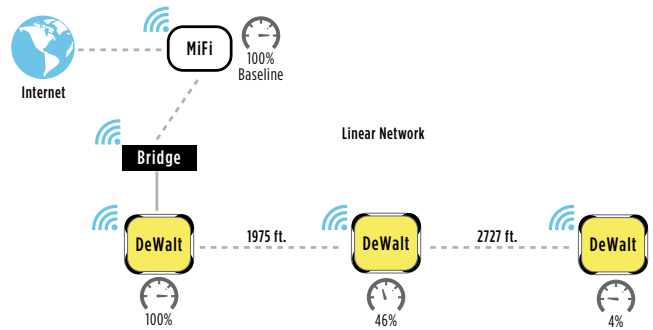 MiFi
100%
Baseline
Internet
Linear Network
Bridge
DeWalt
1975 ft.
DeWalt
2727 ft.
DeWalt
100%
46%
4%